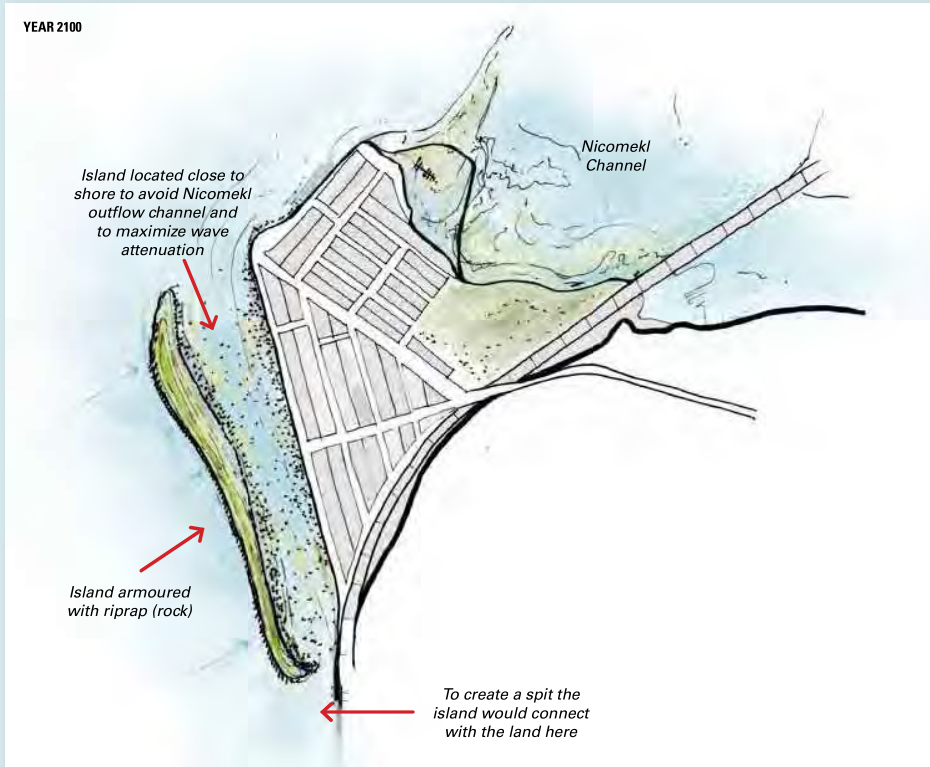 YEAR 2100
Nicomekl
Channel
Island located close to
shore to avoid Nicomekl
outflow channel and
to maximize wave
attenuation
Island armoured
with riprap (rock)
To create a spit the
island would connect
with the land here